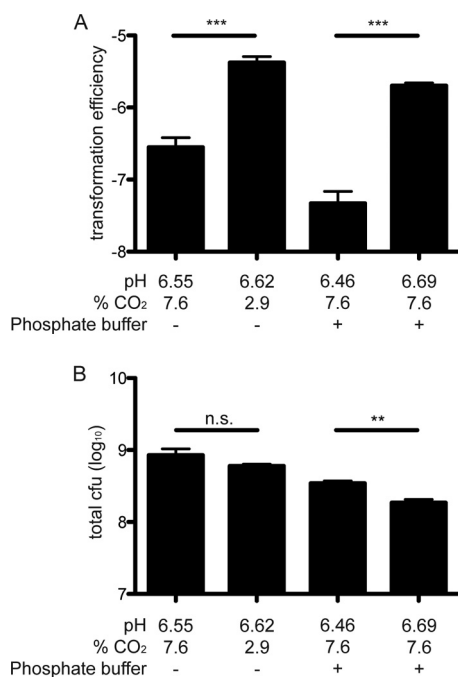 A
***
***
transformation efficiency
-5
-6
-7
-8
pH 6.55 6.62 6.46 6.69
% CO₂ 7.6 2.9 7.6 7.6
Phosphate buffer - - + +
B
n.s.
**
total cfu (log₁₀)
10
9
8
7
pH 6.55 6.62 6.46 6.69
% CO₂ 7.6 2.9 7.6 7.6
Phosphate buffer - - + +